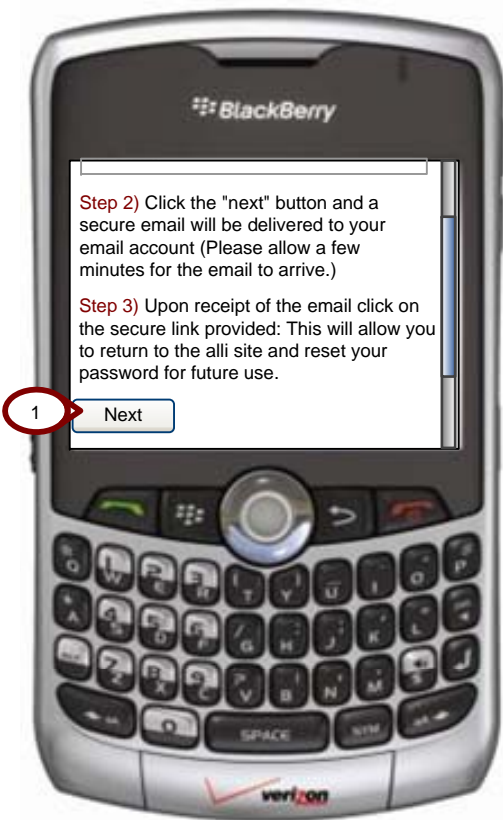 BlackBerry
Step 2) Click the "next" button and a
secure email will be delivered to your
email account (Please allow a few
minutes for the email to arrive.)
Step 3) Upon receipt of the email click on
the secure link provided: This will allow you
to return to the alli site and reset your
password for future use.
1
Next
Q W E R T Y U I O P
A S D F G H J K L
Z X C V B N M $
0 SPACE SYM
verizon